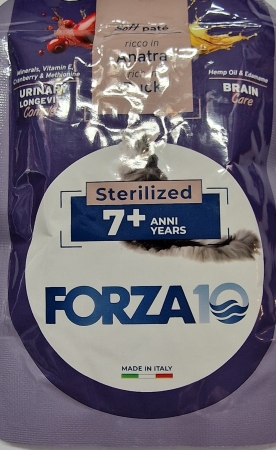 Soft paté
ricco in
Anatra
rich in
Duck
Minerals, Vitamin E,
Cranberry & Methionine
URINARY
LONGEVITY
Hemp Oil & Edamame
BRAIN
Care
Sterilized
7+ ANNI
YEARS
FORZA10
MADE IN ITALY